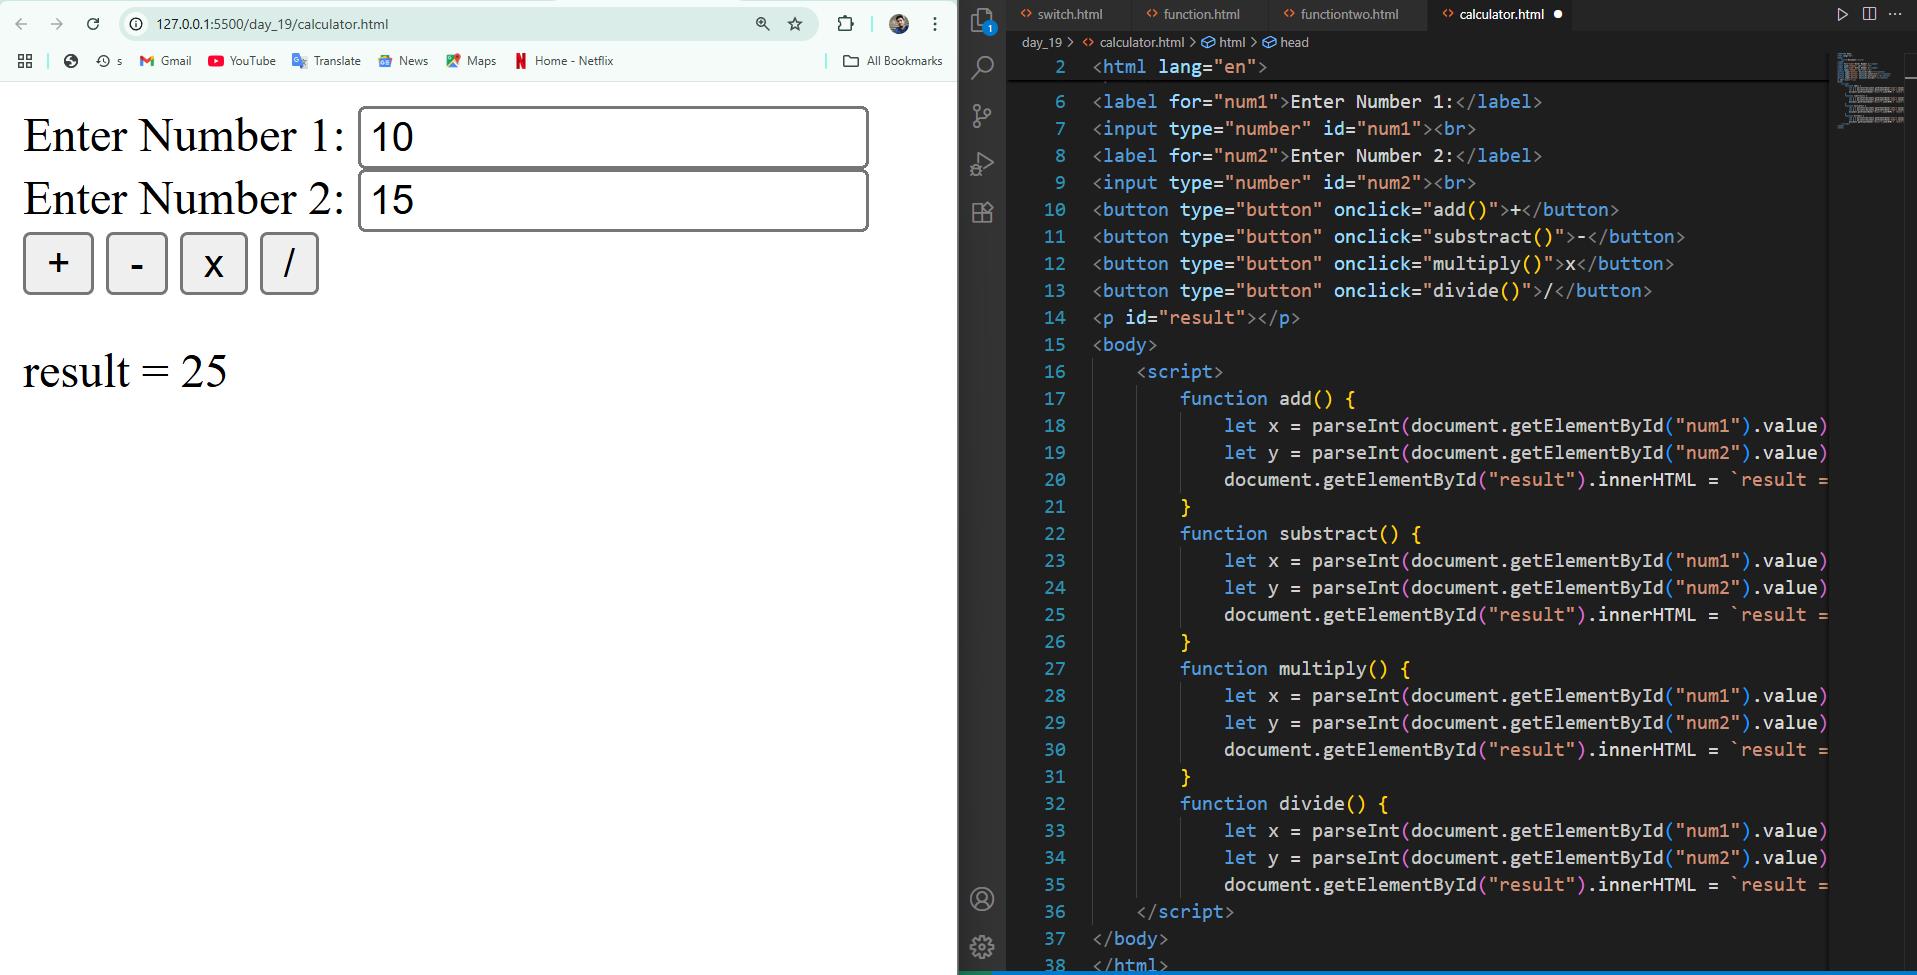 127.0.0.1:5500/day_19/calculator.html
s Gmail YouTube Translate News Maps Home - Netflix All Bookmarks
Enter Number 1: 10
Enter Number 2: 15
+ - x /
result = 25
1
switch.html function.html functiontwo.html calculator.html
day_19 > calculator.html > html > head
2 <html lang="en">
6 <label for="num1">Enter Number 1:</label>
7 <input type="number" id="num1"><br>
8 <label for="num2">Enter Number 2:</label>
9 <input type="number" id="num2"><br>
10 <button type="button" onclick="add()">+</button>
11 <button type="button" onclick="substract()">-</button>
12 <button type="button" onclick="multiply()">x</button>
13 <button type="button" onclick="divide()">/</button>
14 <p id="result"></p>
15 <body>
16 <script>
17 function add() {
18 let x = parseInt(document.getElementById("num1").value)
19 let y = parseInt(document.getElementById("num2").value)
20 document.getElementById("result").innerHTML = `result =
21 }
22 function substract() {
23 let x = parseInt(document.getElementById("num1").value)
24 let y = parseInt(document.getElementById("num2").value)
25 document.getElementById("result").innerHTML = `result =
26 }
27 function multiply() {
28 let x = parseInt(document.getElementById("num1").value)
29 let y = parseInt(document.getElementById("num2").value)
30 document.getElementById("result").innerHTML = `result =
31 }
32 function divide() {
33 let x = parseInt(document.getElementById("num1").value)
34 let y = parseInt(document.getElementById("num2").value)
35 document.getElementById("result").innerHTML = `result =
36 </script>
37 </body>
38 </html>